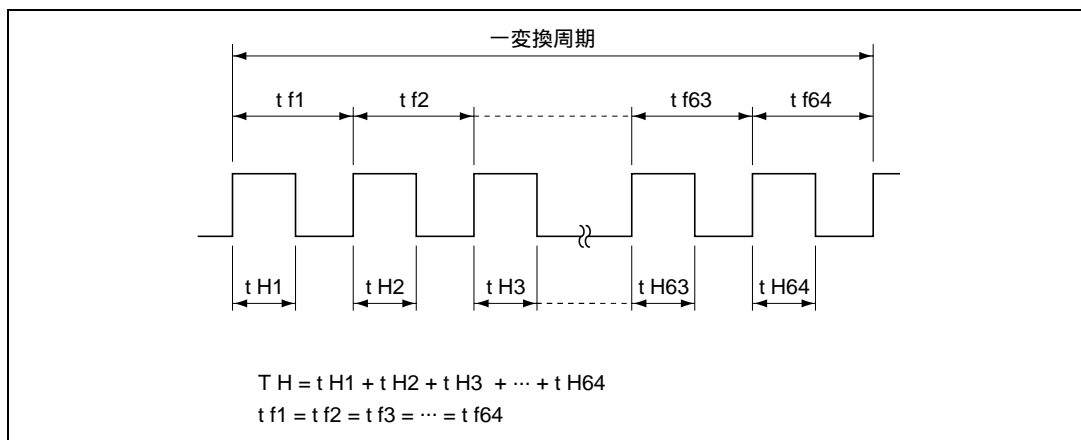 一変換周期
t f1 t f2 t f63 t f64
t H1 t H2 t H3 t H63 t H64
T H = t H1 + t H2 + t H3 + ··· + t H64
t f1 = t f2 = t f3 = ··· = t f64